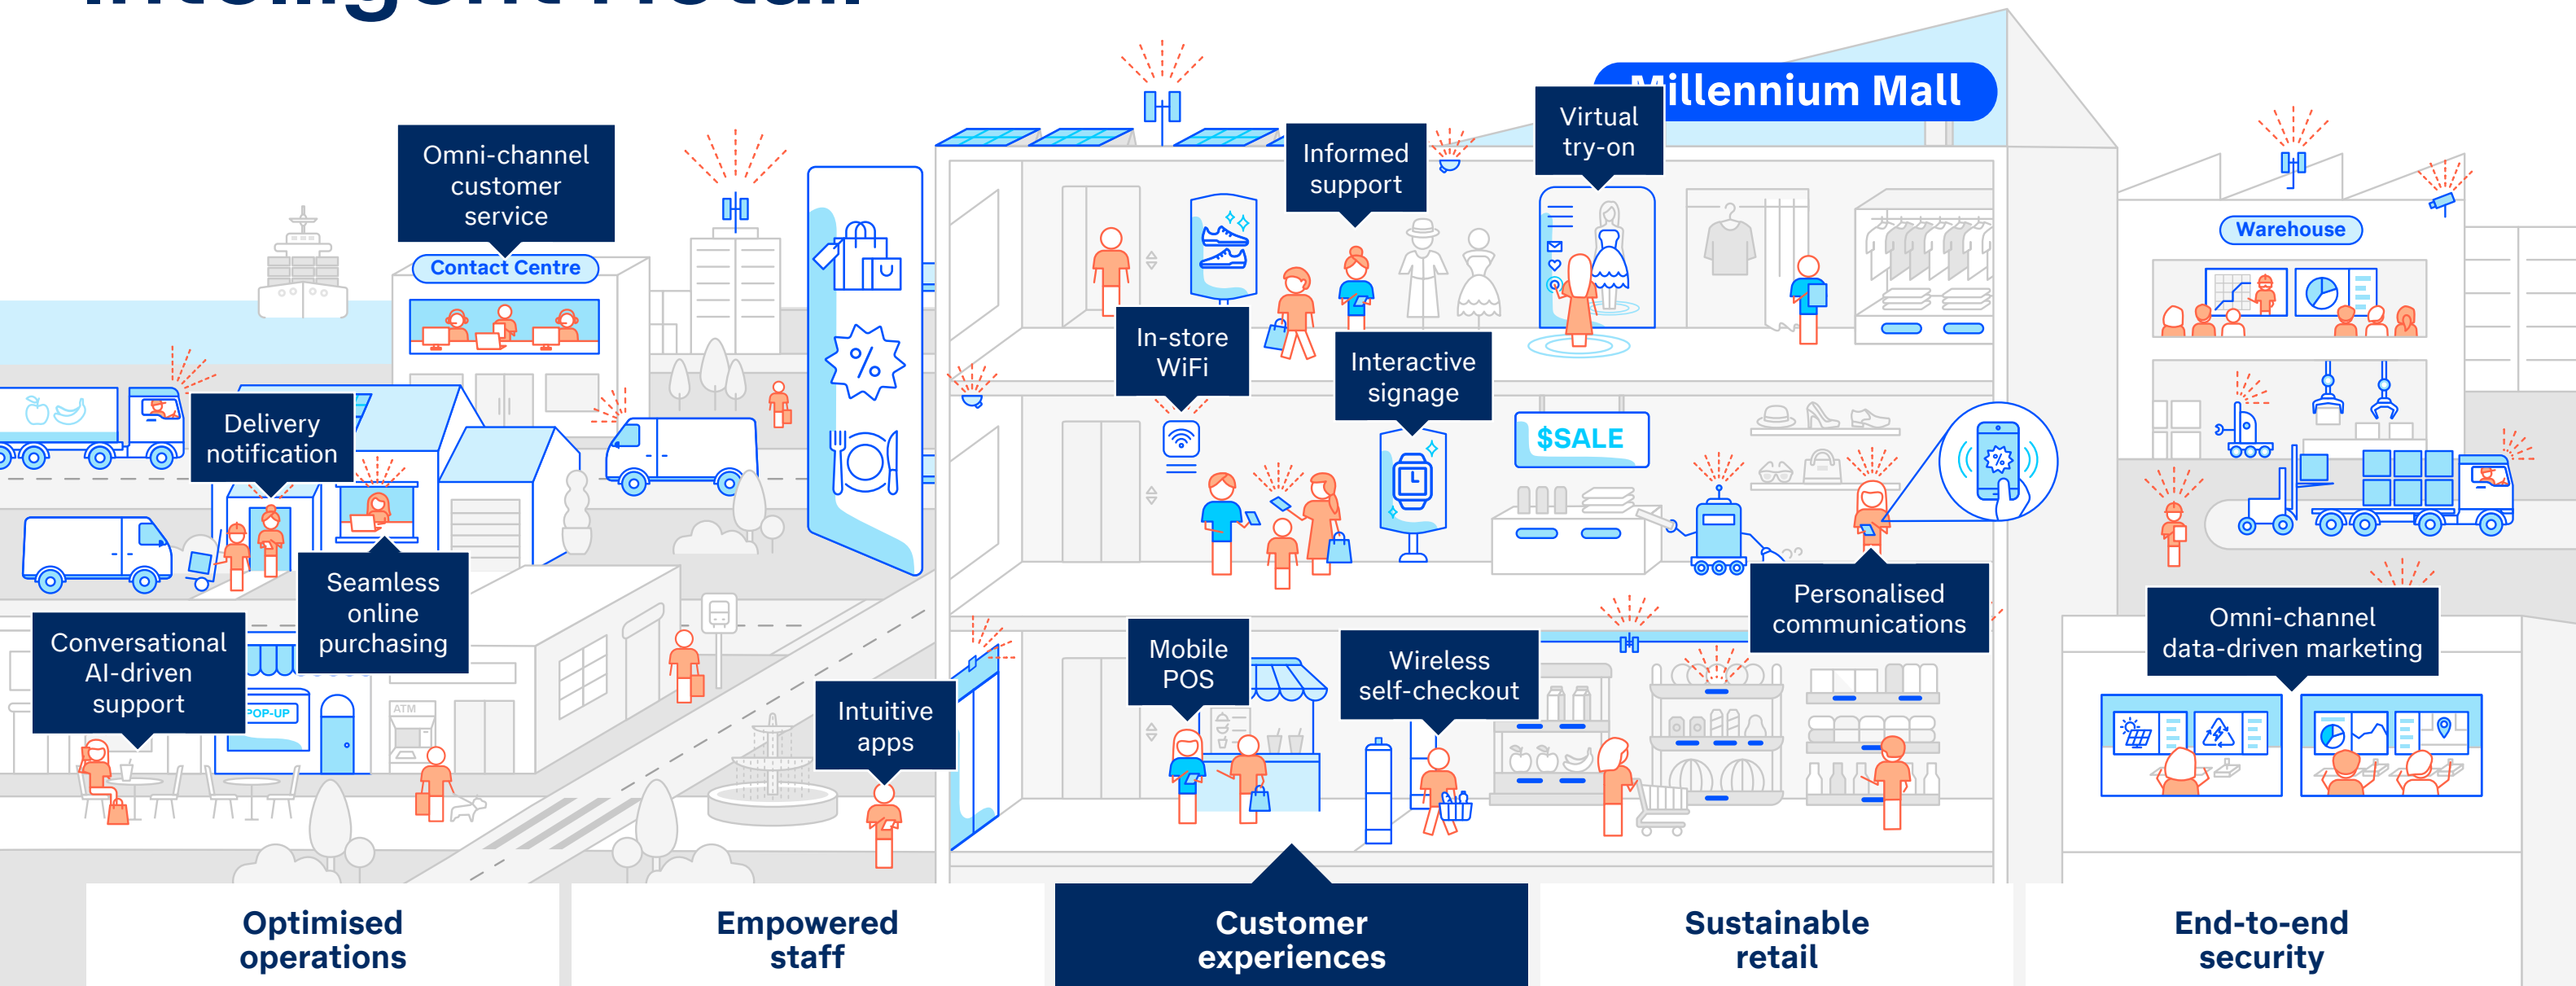 Intelligent Retail
Millennium Mall
Virtual
try-on
Informed
support
Omni-channel
customer
service
Contact Centre
Warehouse
In-store
WiFi
Interactive
signage
Delivery
notification
$SALE
Seamless
online
purchasing
Personalised
communications
Conversational
AI-driven
support
Mobile
POS
Wireless
self-checkout
Omni-channel
data-driven marketing
Intuitive
apps
POP-UP
ATM
Optimised
operations
Empowered
staff
Customer
experiences
Sustainable
retail
End-to-end
security